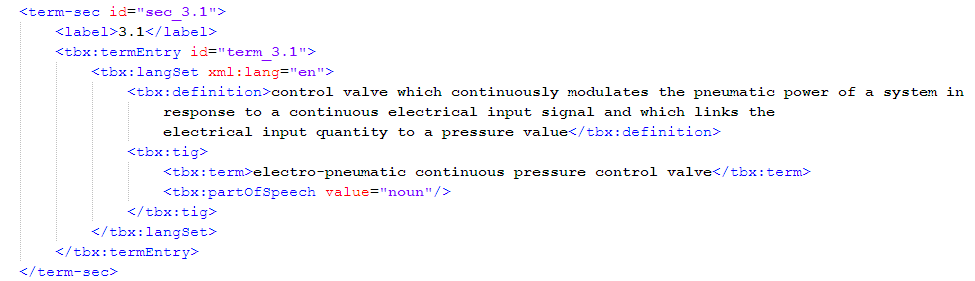 <term-sec id="sec_3.1">
<label>3.1</label>
<tbx:termEntry id="term_3.1">
<tbx:langSet xml:lang="en">
<tbx:definition>control valve which continuously modulates the pneumatic power of a system in
response to a continuous electrical input signal and which links the
electrical input quantity to a pressure value</tbx:definition>
<tbx:tig>
<tbx:term>electro-pneumatic continuous pressure control valve</tbx:term>
<tbx:partOfSpeech value="noun"/>
</tbx:tig>
</tbx:langSet>
</tbx:termEntry>
</term-sec>